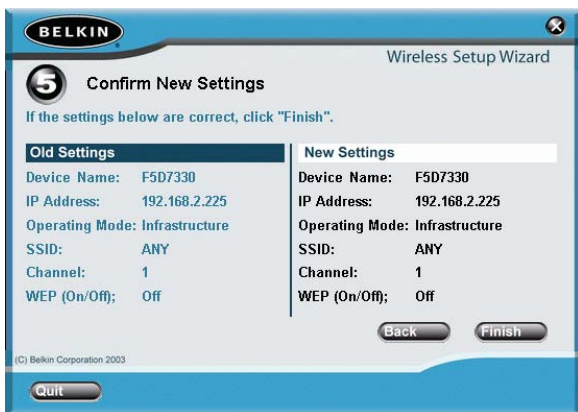 BELKIN
Wireless Setup Wizard
5 Confirm New Settings
If the settings below are correct, click "Finish".
Old Settings
Device Name: F5D7330
IP Address: 192.168.2.225
Operating Mode: Infrastructure
SSID: ANY
Channel: 1
WEP (On/Off); Off
New Settings
Device Name: F5D7330
IP Address: 192.168.2.225
Operating Mode: Infrastructure
SSID: ANY
Channel: 1
WEP (On/Off); Off
Back Finish
(C) Belkin Corporation 2003
Quit